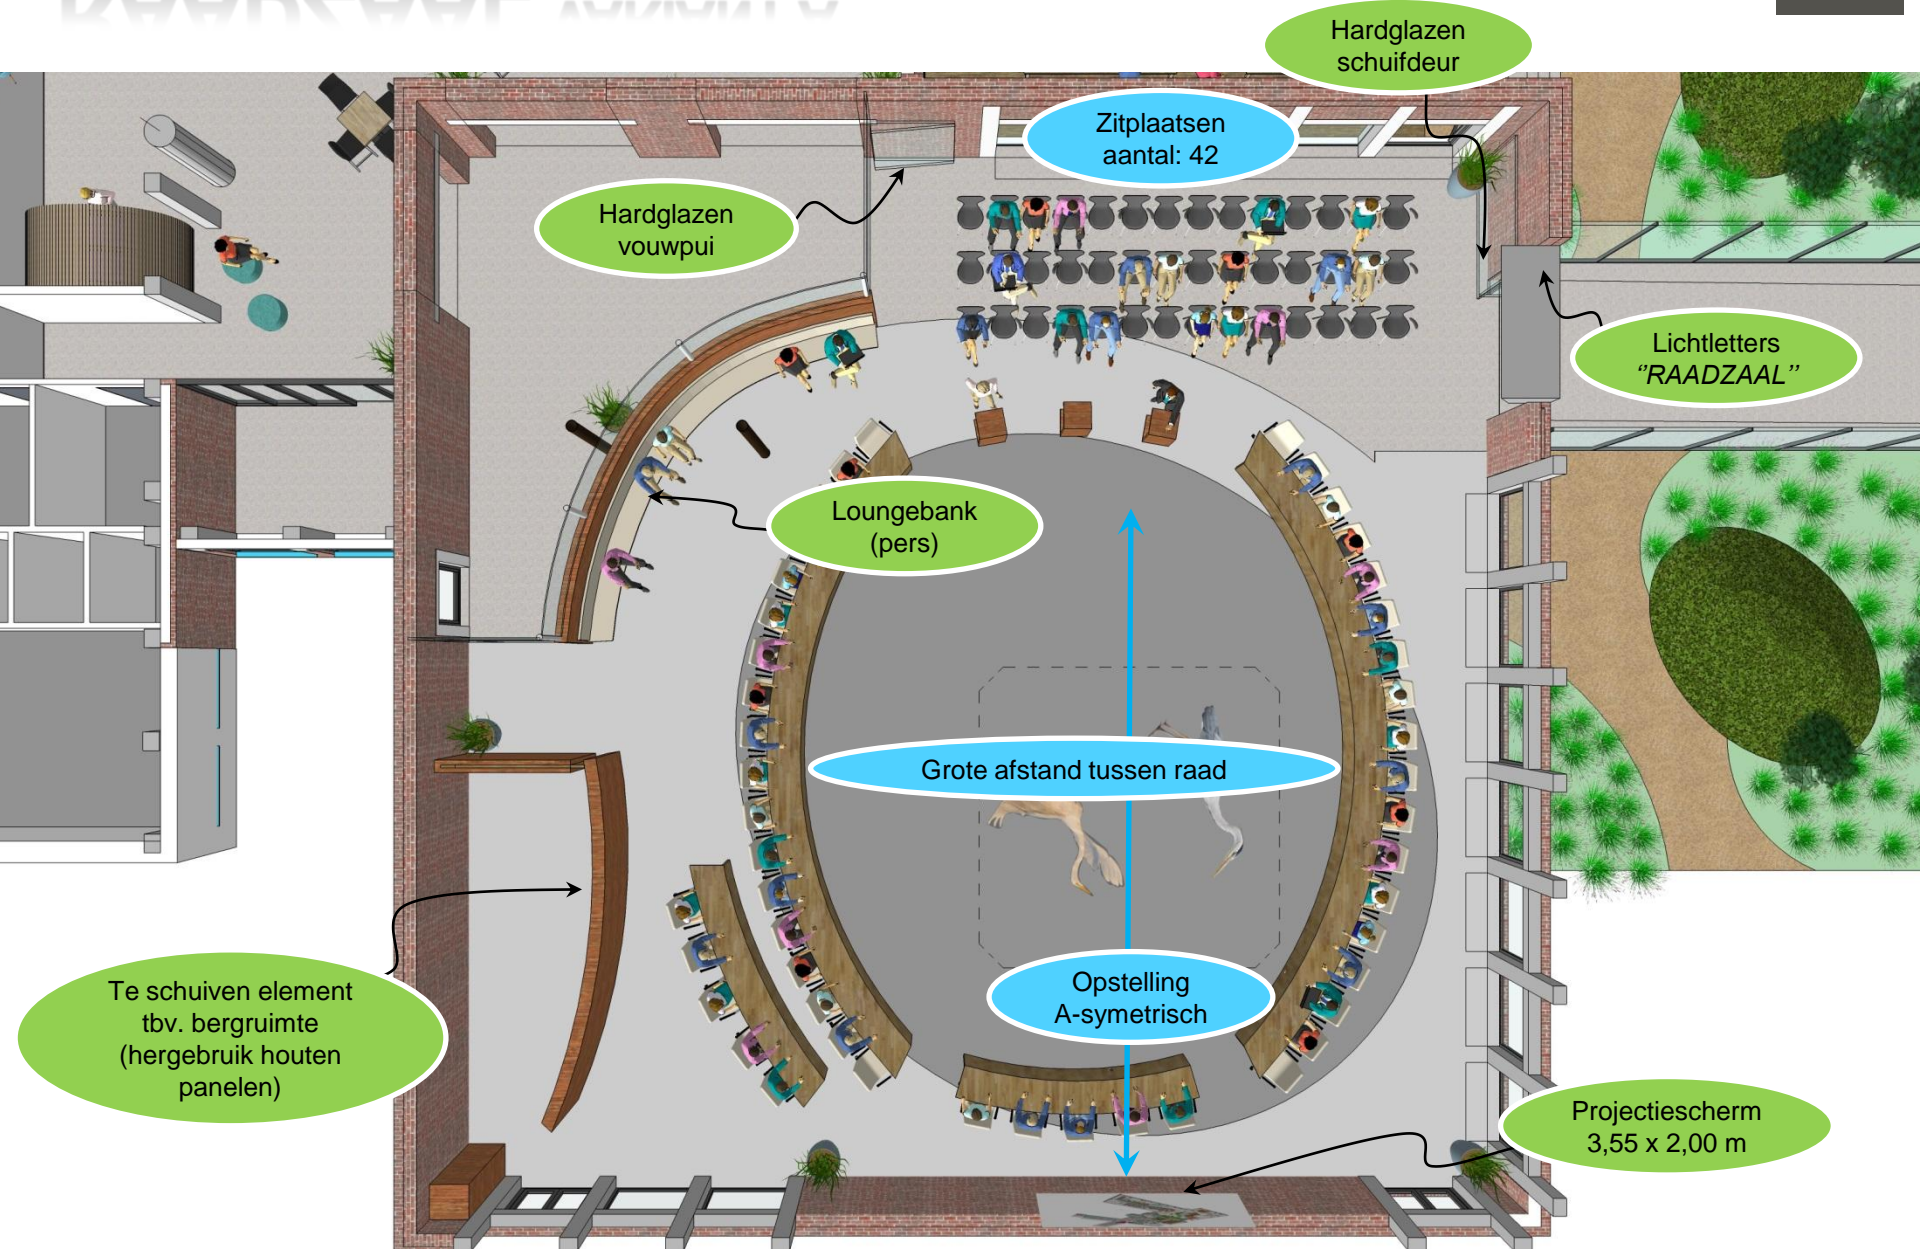 Hardglazen
schuifdeur
Zitplaatsen
aantal: 42
Hardglazen
vouwpui
Lichtletters
“RAADZAAL”
Loungebank
(pers)
Grote afstand tussen raad
Opstelling
A-symetrisch
Te schuiven element
tbv. bergruimte
(hergebruik houten
panelen)
Projectiescherm
3,55 x 2,00 m